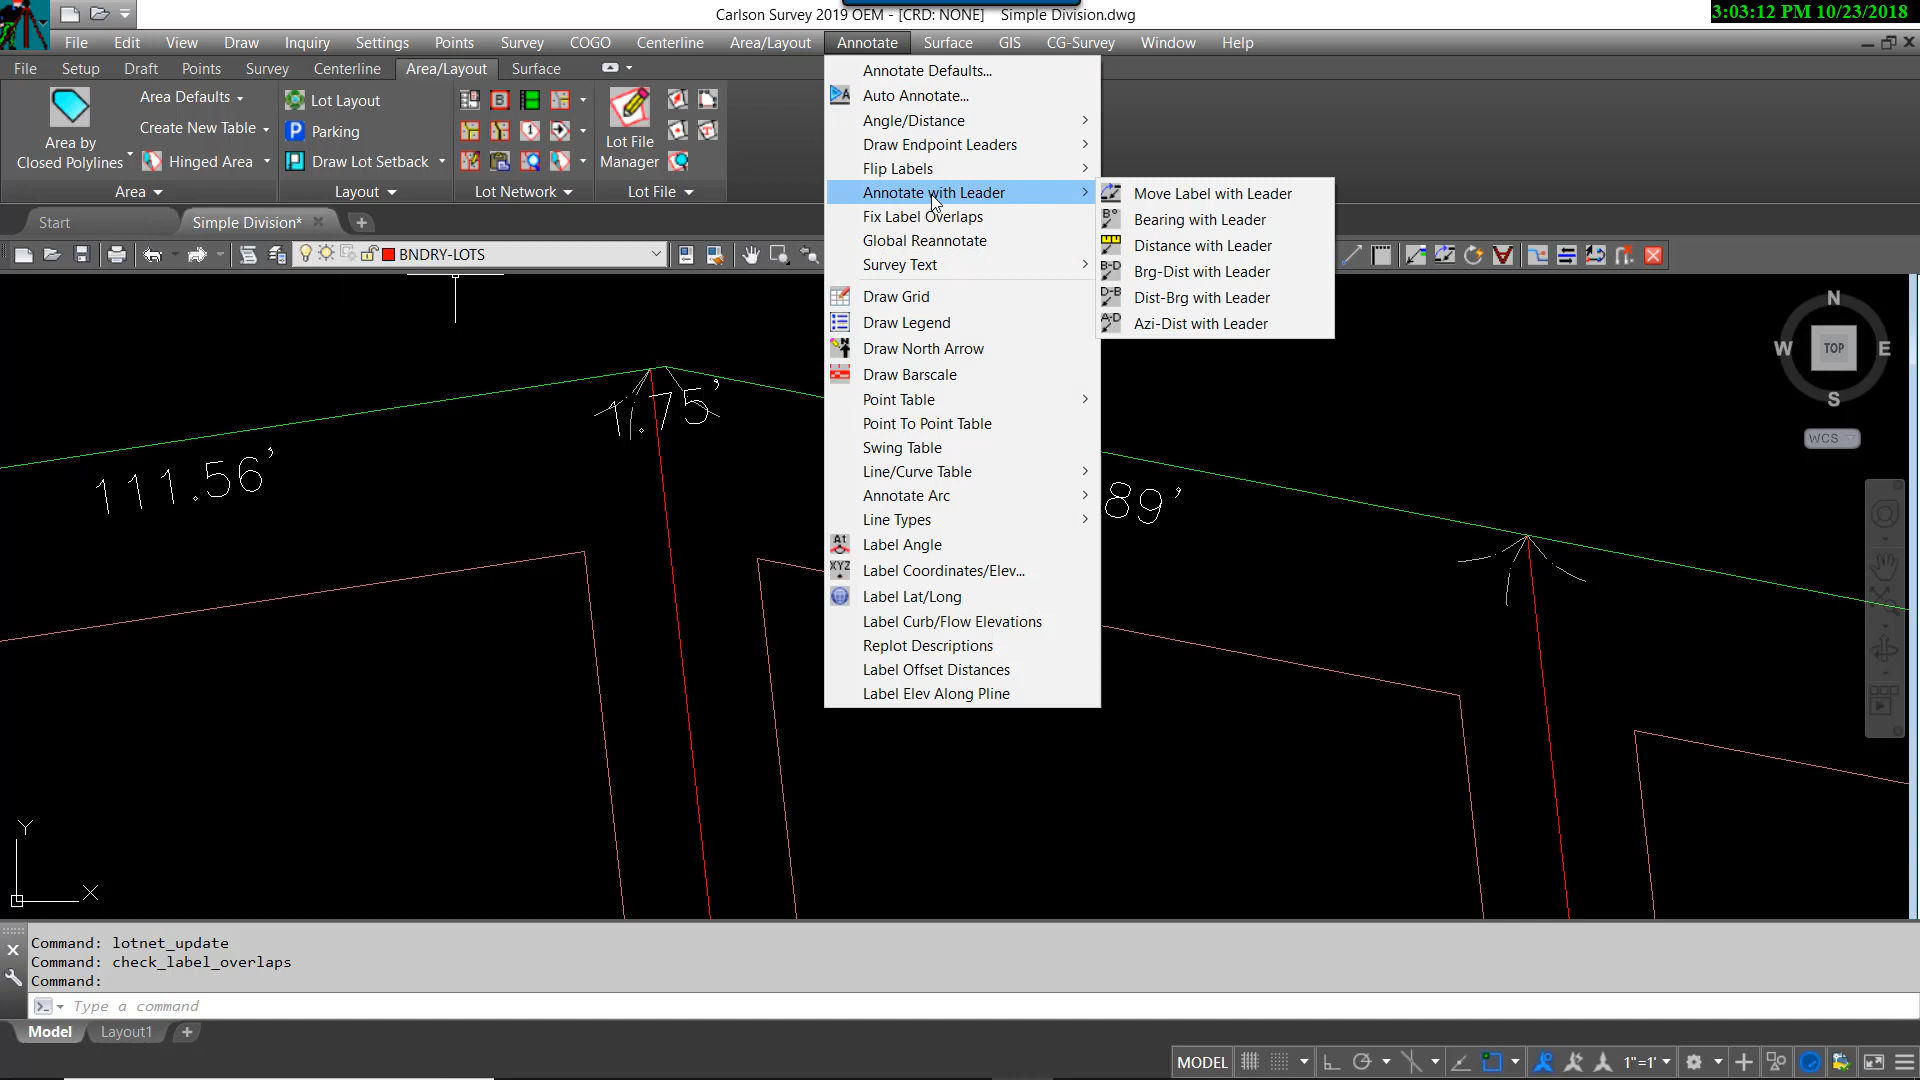 Carlson Survey 2019 OEM - [CRD: NONE] Simple Division.dwg
3:03:12 PM 10/23/2018
File Edit View Draw Inquiry Settings Points Survey COGO Centerline Area/Layout Annotate Surface GIS CG-Survey Window Help
File Setup Draft Points Survey Centerline Area/Layout Surface
Area by
Closed Polylines
Area Defaults
Create New Table
Hinged Area
Area
Lot Layout
Parking
Draw Lot Setback
Layout
Lot Network
Lot File
Manager
Lot File
Start
Simple Division*
BNDRY-LOTS
Annotate Defaults...
Auto Annotate...
Angle/Distance
Draw Endpoint Leaders
Flip Labels
Annotate with Leader
Fix Label Overlaps
Global Reannotate
Survey Text
Draw Grid
Draw Legend
Draw North Arrow
Draw Barscale
Point Table
Point To Point Table
Swing Table
Line/Curve Table
Annotate Arc
Line Types
Label Angle
Label Coordinates/Elev...
Label Lat/Long
Label Curb/Flow Elevations
Replot Descriptions
Label Offset Distances
Label Elev Along Pline
Move Label with Leader
Bearing with Leader
Distance with Leader
Brg-Dist with Leader
Dist-Brg with Leader
Azi-Dist with Leader
N
W TOP E
S
WCS
1.75'
111.56'
89'
Y
X
Command: lotnet_update
Command: check_label_overlaps
Command:
Type a command
Model Layout1
MODEL
1"=1'